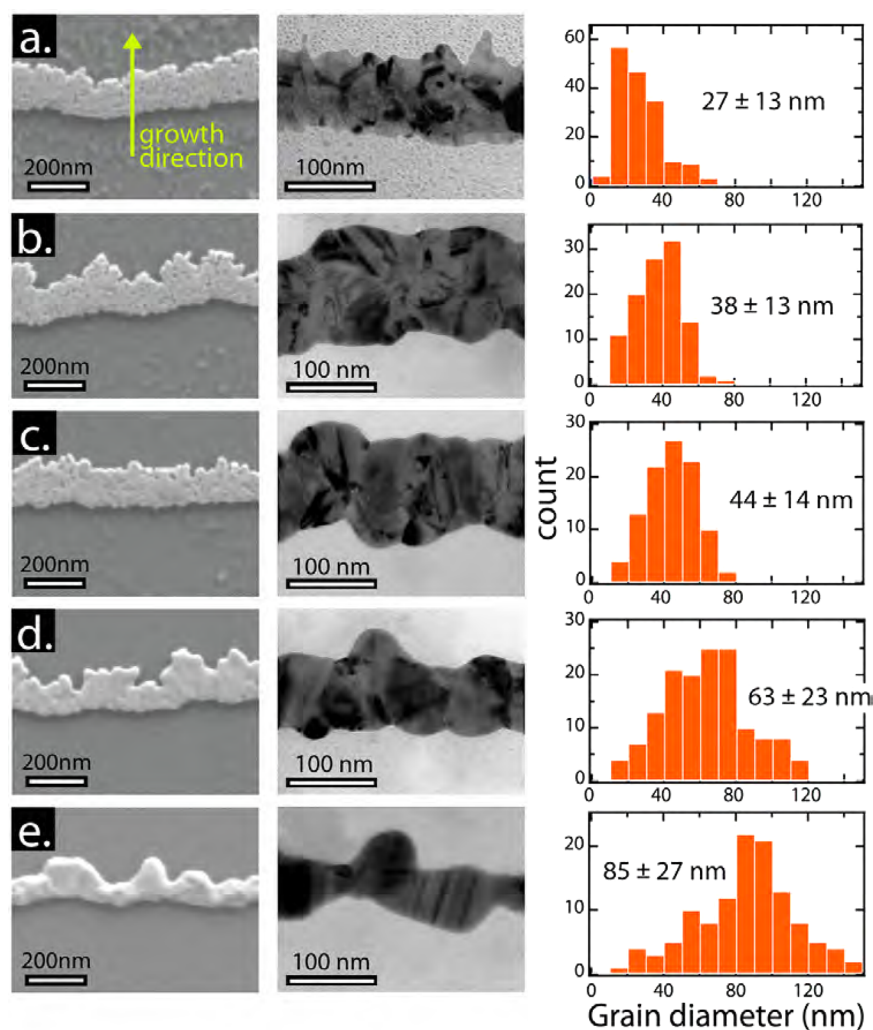 a.
growth
direction
200nm
100nm
60
40
20
0
0 40 80 120
27 ± 13 nm
b.
200nm
100 nm
30
20
10
0
0 40 80 120
38 ± 13 nm
c.
200nm
100 nm
30
20
10
0
0 40 80 120
44 ± 14 nm
count
d.
200nm
100 nm
30
20
10
0
0 40 80 120
63 ± 23 nm
e.
200nm
100 nm
20
10
0
0 40 80 120
85 ± 27 nm
Grain diameter (nm)